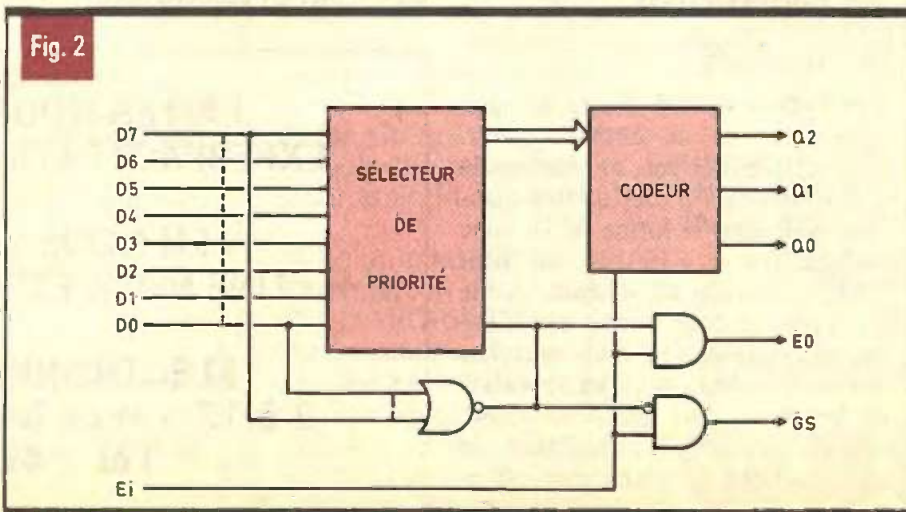 Fig. 2
D7
D6
D5
D4
D3
D2
D1
D0
Ei
SÉLECTEUR
DE
PRIORITÉ
CODEUR
Q2
Q1
Q0
E0
GS